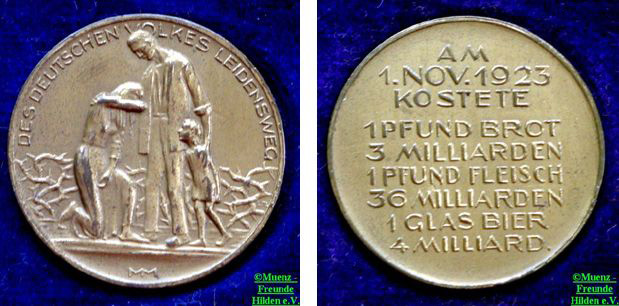 DES DEUTSCHEN VOLKES LEIDENSWEG
MM
©Muenz -
Freunde
Hilden e.V.
AM
1. NOV. 1923
KOSTETE
1 PFUND BROT
3 MILLIARDEN
1 PFUND FLEISCH
36 MILLIARDEN
1 GLAS BIER
4 MILLIARD.
©Muenz -
Freunde
Hilden e.V.